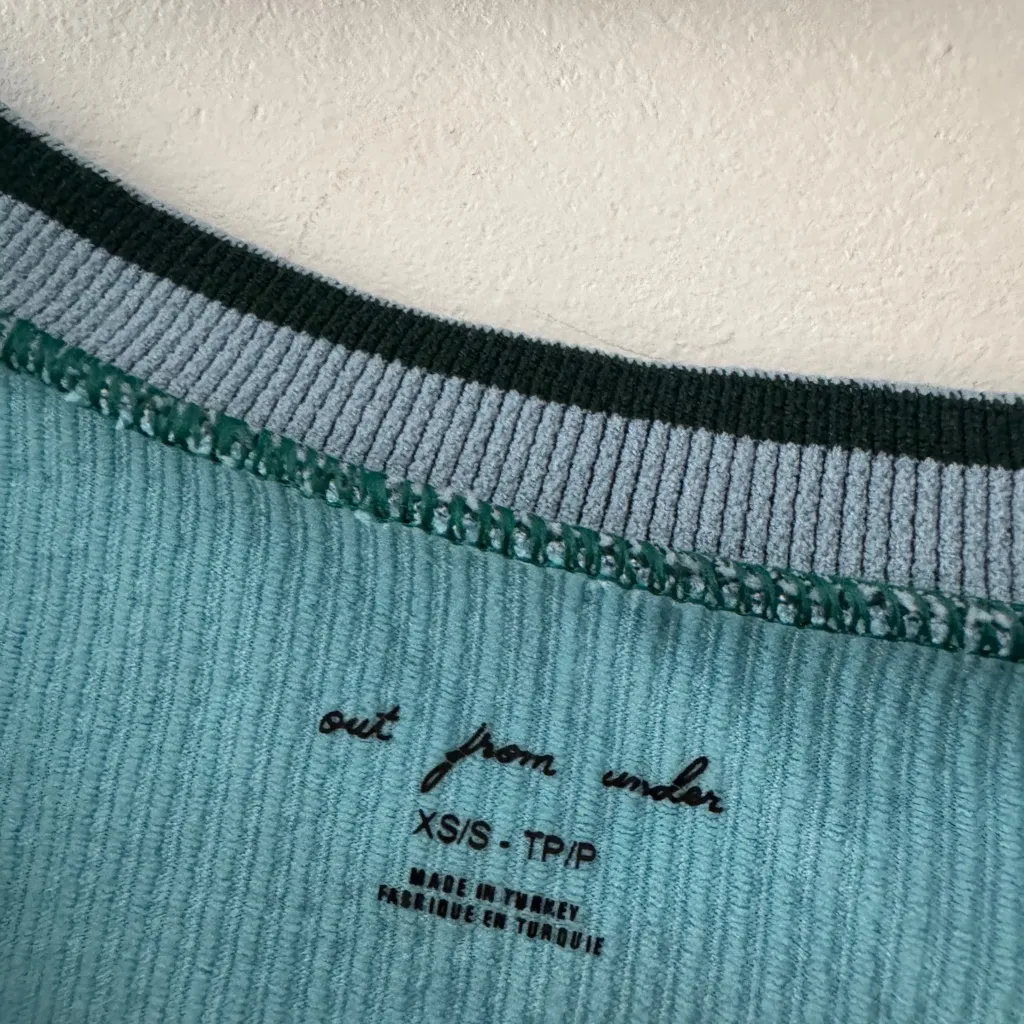 out from under
XS/S - TP/P
MADE IN TURKEY
FABRIQUE EN TURQUIE